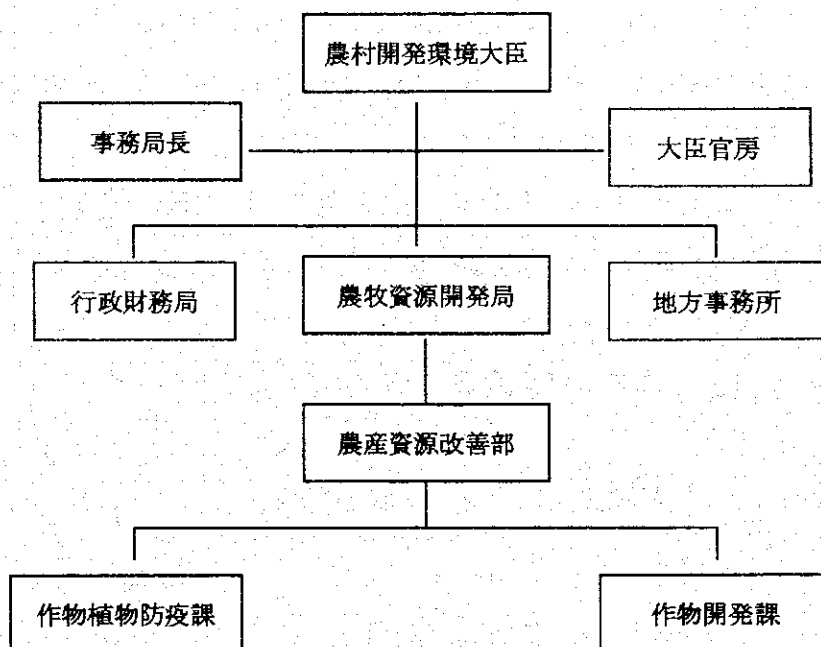 農村開発環境大臣
事務局長
大臣官房
行政財務局
農牧資源開発局
地方事務所
農産資源改善部
作物植物防疫課
作物開発課